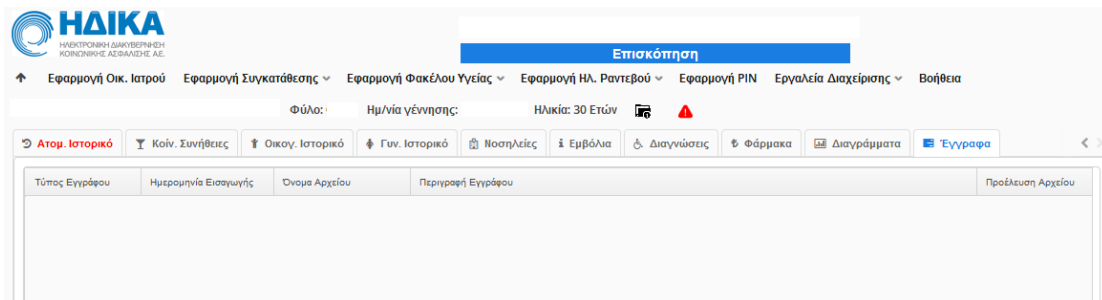 ΗΔΙΚΑ
ΗΛΕΚΤΡΟΝΙΚΗ ΔΙΑΚΥΒΕΡΝΗΣΗ
ΚΟΙΝΩΝΙΚΗΣ ΑΣΦΑΛΙΣΗΣ Α.Ε.
Επισκόπηση
Εφαρμογή Οικ. Ιατρού Εφαρμογή Συγκατάθεσης Εφαρμογή Φακέλου Υγείας Εφαρμογή Ηλ. Ραντεβού Εφαρμογή PIN Εργαλεία Διαχείρισης Βοήθεια
Φύλο: Ημ/νία γέννησης: Ηλικία: 30 Ετών
Ατομ. Ιστορικό Κοίν. Συνήθειες Οικογ. Ιστορικό Γυν. Ιστορικό Νοσηλείες Εμβόλια Διαγνώσεις Φάρμακα Διαγράμματα Έγγραφα
Τύπος Εγγράφου Ημερομηνία Εισαγωγής Όνομα Αρχείου Περιγραφή Εγγράφου Προέλευση Αρχείου